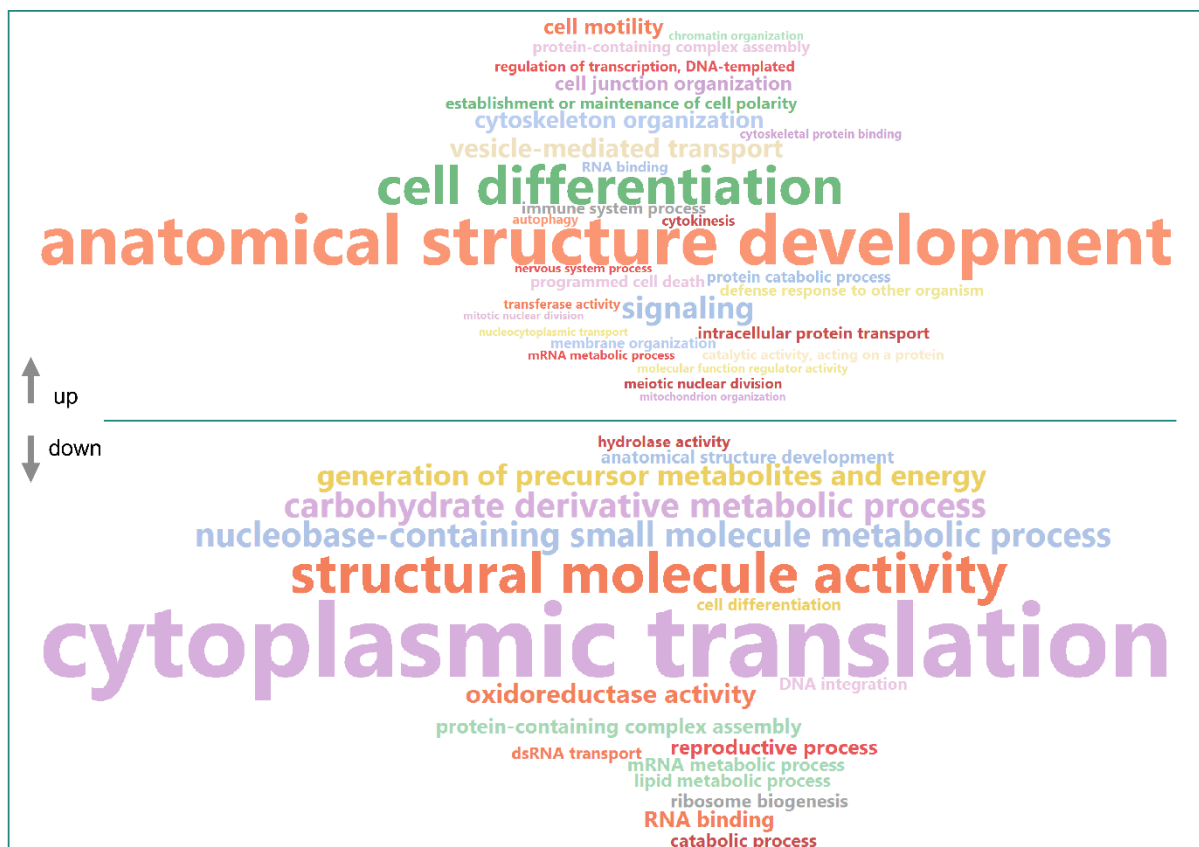 cell motility
chromatin organization
protein-containing complex assembly
regulation of transcription, DNA-templated
cell junction organization
establishment or maintenance of cell polarity
cytoskeleton organization
cytoskeletal protein binding
vesicle-mediated transport
RNA binding
cell differentiation
immune system process
autophagy
cytokinesis
anatomical structure development
nervous system process
programmed cell death
protein catabolic process
defense response to other organism
transferase activity
signaling
mitotic nuclear division
nucleocytoplasmic transport
intracellular protein transport
membrane organization
mRNA metabolic process
catalytic activity, acting on a protein
molecular function regulator activity
meiotic nuclear division
mitochondrion organization
up
down
hydrolase activity
anatomical structure development
generation of precursor metabolites and energy
carbohydrate derivative metabolic process
nucleobase-containing small molecule metabolic process
structural molecule activity
cell differentiation
cytoplasmic translation
DNA integration
oxidoreductase activity
protein-containing complex assembly
reproductive process
dsRNA transport
mRNA metabolic process
lipid metabolic process
ribosome biogenesis
RNA binding
catabolic process